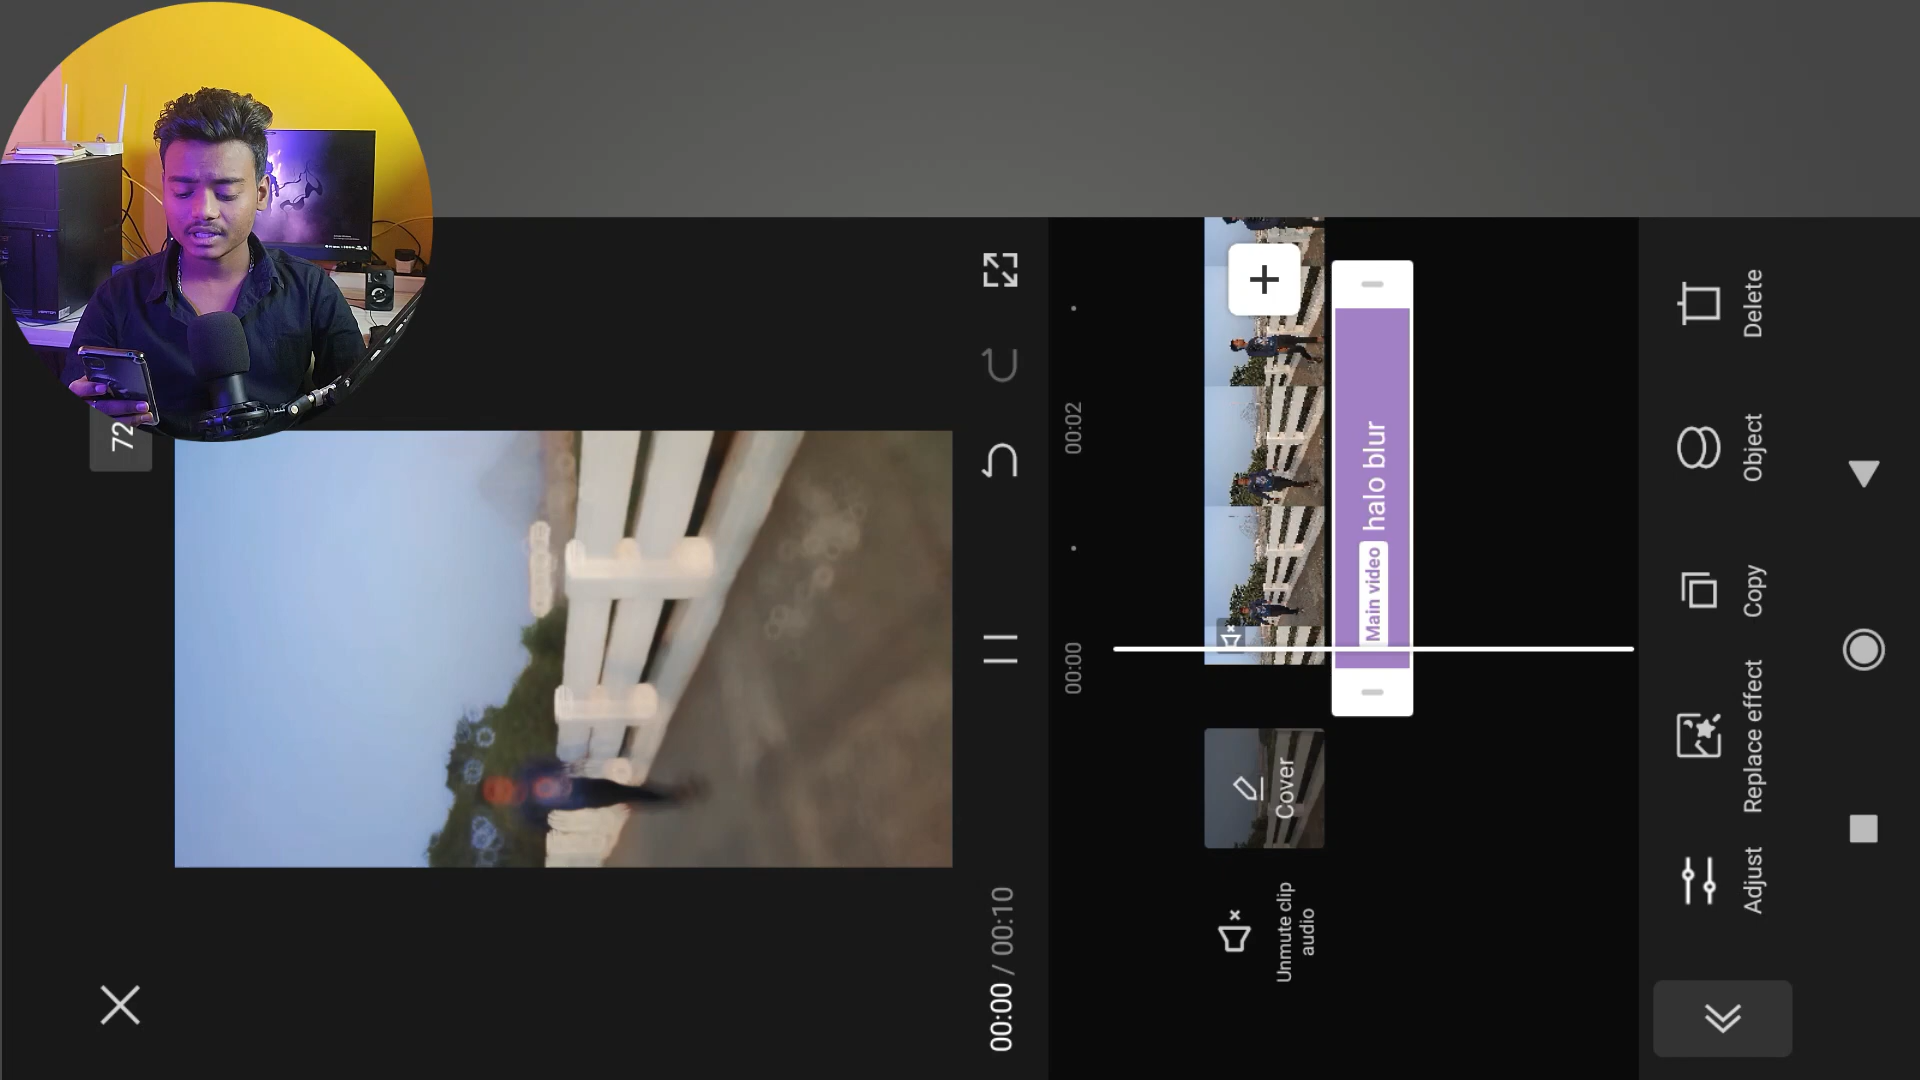 72
00:00 / 00:10
00:00
00:02
Unmute clip
audio
Cover
Main video halo blur
Adjust
Replace effect
Copy
Object
Delete